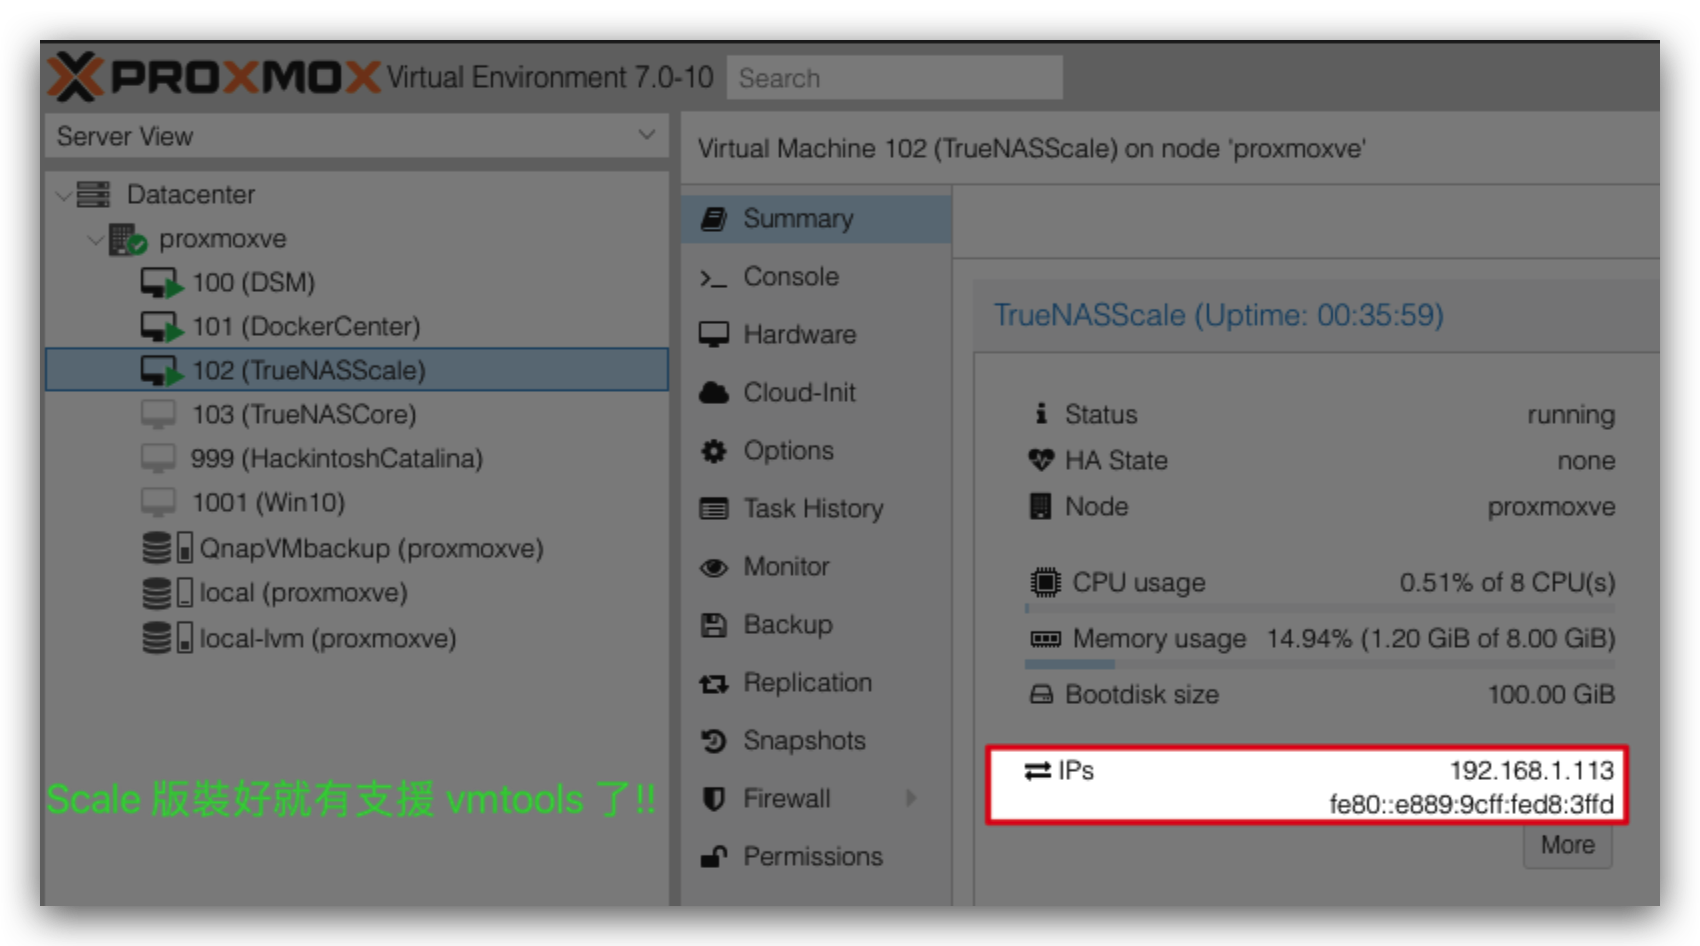 PROXMOX Virtual Environment 7.0-10 Search
Server View
Datacenter
proxmoxve
100 (DSM)
101 (DockerCenter)
102 (TrueNASScale)
103 (TrueNASCore)
999 (HackintoshCatalina)
1001 (Win10)
QnapVMbackup (proxmoxve)
local (proxmoxve)
local-lvm (proxmoxve)
Scale 版裝好就有支援 vmtools 了!!
Virtual Machine 102 (TrueNASScale) on node 'proxmoxve'
Summary
Console
Hardware
Cloud-Init
Options
Task History
Monitor
Backup
Replication
Snapshots
Firewall
Permissions
TrueNASScale (Uptime: 00:35:59)
Status running
HA State none
Node proxmoxve
CPU usage 0.51% of 8 CPU(s)
Memory usage 14.94% (1.20 GiB of 8.00 GiB)
Bootdisk size 100.00 GiB
IPs 192.168.1.113
fe80::e889:9cff:fed8:3ffd
More